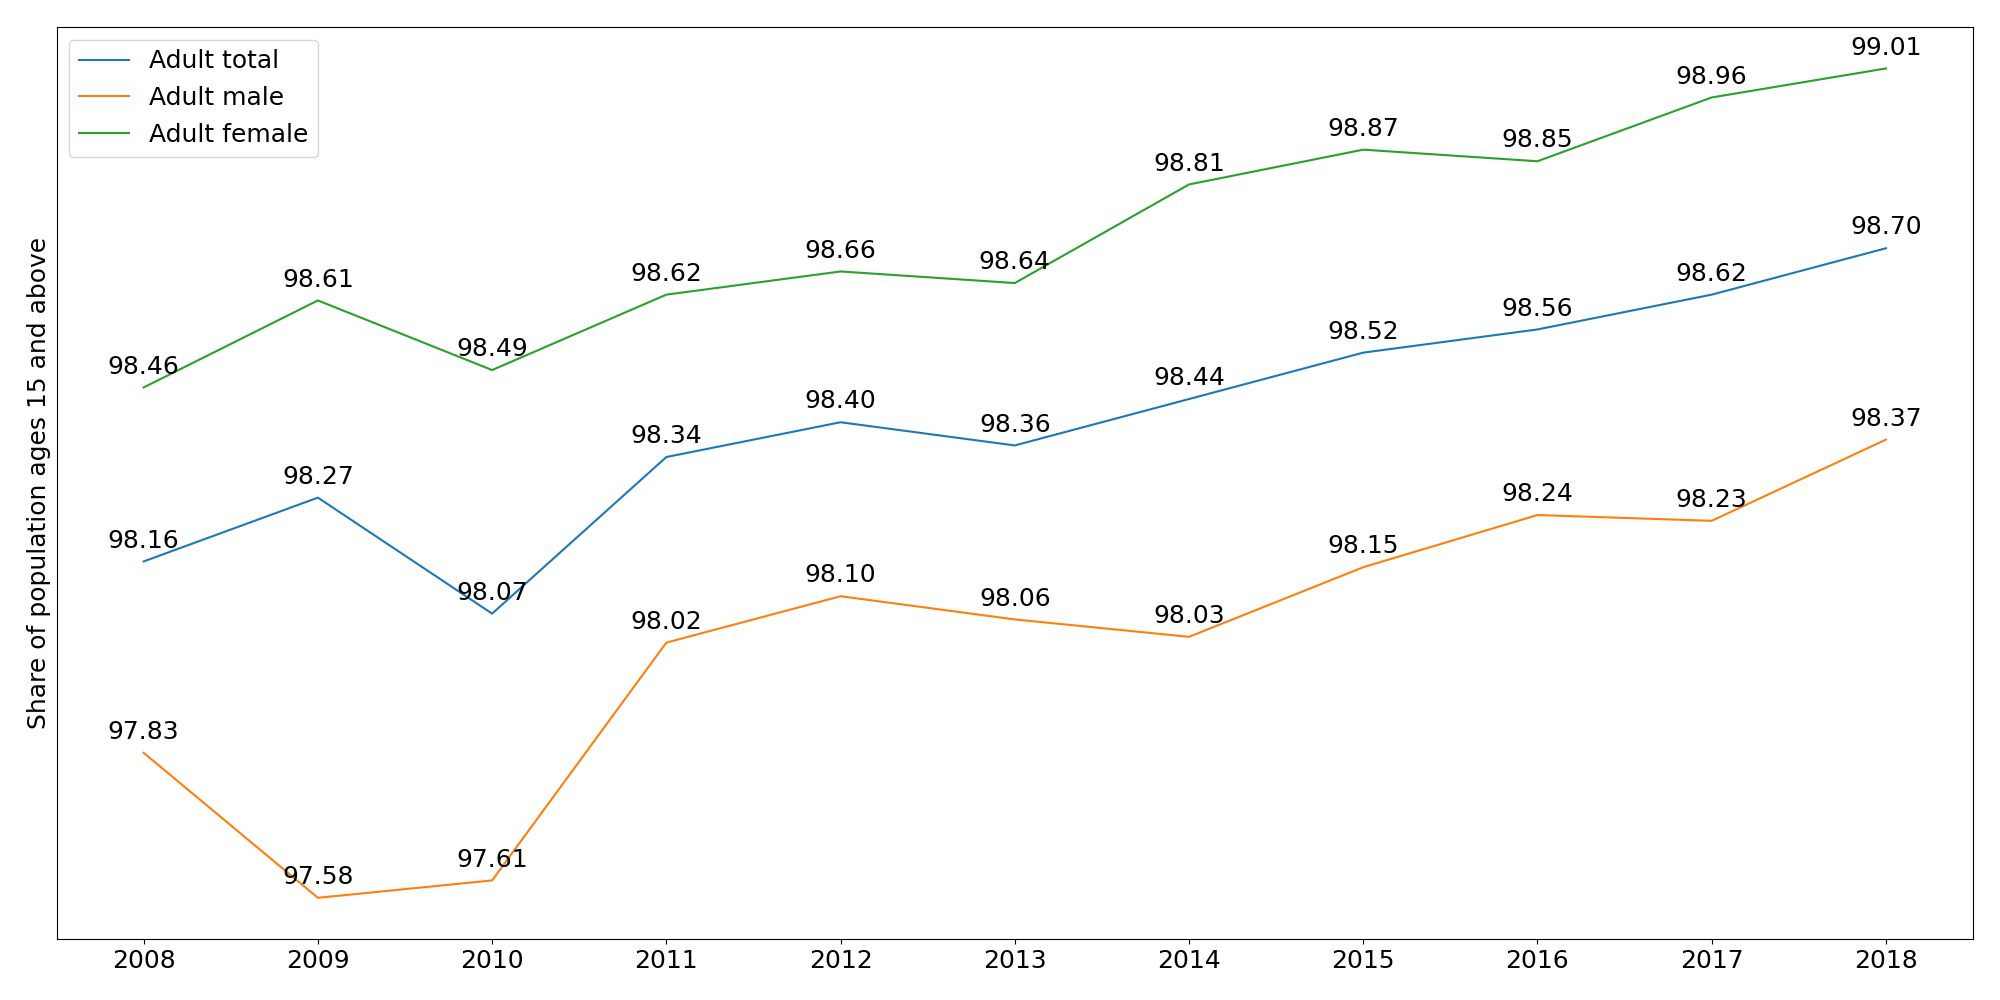 Adult total
Adult male
Adult female
Share of population ages 15 and above
98.46 98.61 98.49 98.62 98.66 98.64 98.81 98.87 98.85 98.96 99.01
98.16 98.27 98.07 98.34 98.40 98.36 98.44 98.52 98.56 98.62 98.70
97.83 97.58 97.61 98.02 98.10 98.06 98.03 98.15 98.24 98.23 98.37
2008 2009 2010 2011 2012 2013 2014 2015 2016 2017 2018